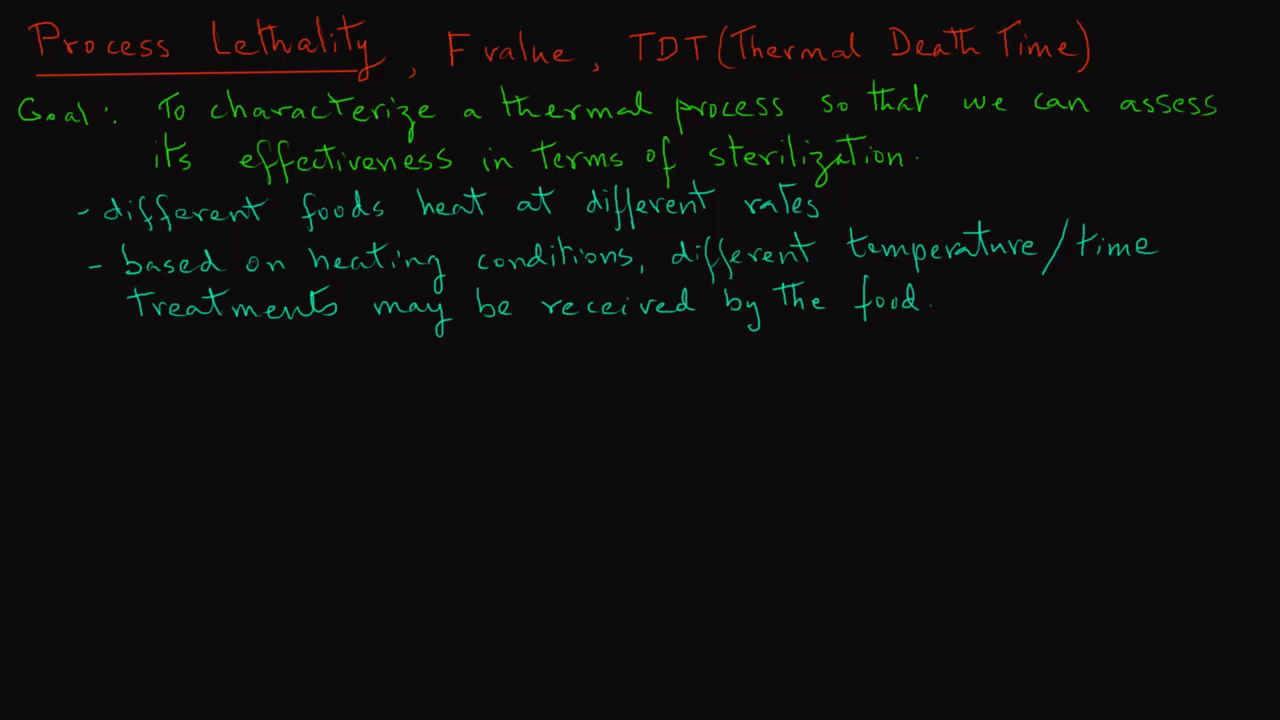 Process Lethality, F value, TDT (Thermal Death Time)
Goal: To characterize a thermal process so that we can assess
its effectiveness in terms of sterilization.
- different foods heat at different rates
- based on heating conditions, different temperature/time
treatments may be received by the food.